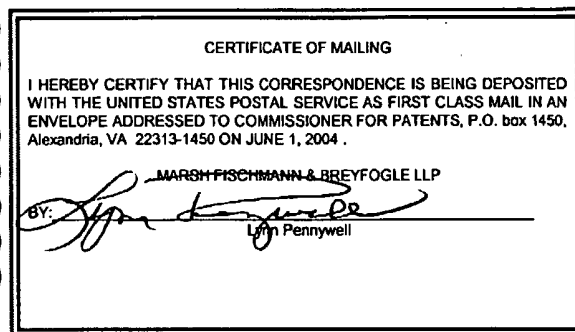 CERTIFICATE OF MAILING
I HEREBY CERTIFY THAT THIS CORRESPONDENCE IS BEING DEPOSITED
WITH THE UNITED STATES POSTAL SERVICE AS FIRST CLASS MAIL IN AN
ENVELOPE ADDRESSED TO COMMISSIONER FOR PATENTS, P.O. box 1450,
Alexandria, VA 22313-1450 ON JUNE 1, 2004 .
MARSH FISCHMANN & BREYFOGLE LLP
BY: Lynn Pennywell
Lynn Pennywell